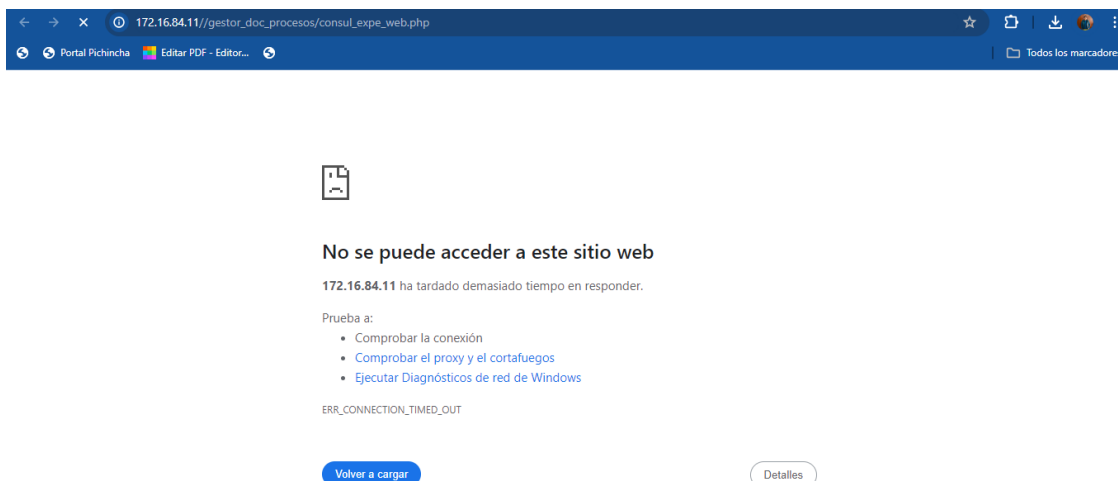 172.16.84.11//gestor_doc_procesos/consul_expe_web.php
Portal Pichincha Editar PDF - Editor... Todos los marcadores
No se puede acceder a este sitio web
172.16.84.11 ha tardado demasiado tiempo en responder.
Prueba a:
• Comprobar la conexión
• Comprobar el proxy y el cortafuegos
• Ejecutar Diagnósticos de red de Windows
ERR_CONNECTION_TIMED_OUT
Volver a cargar Detalles